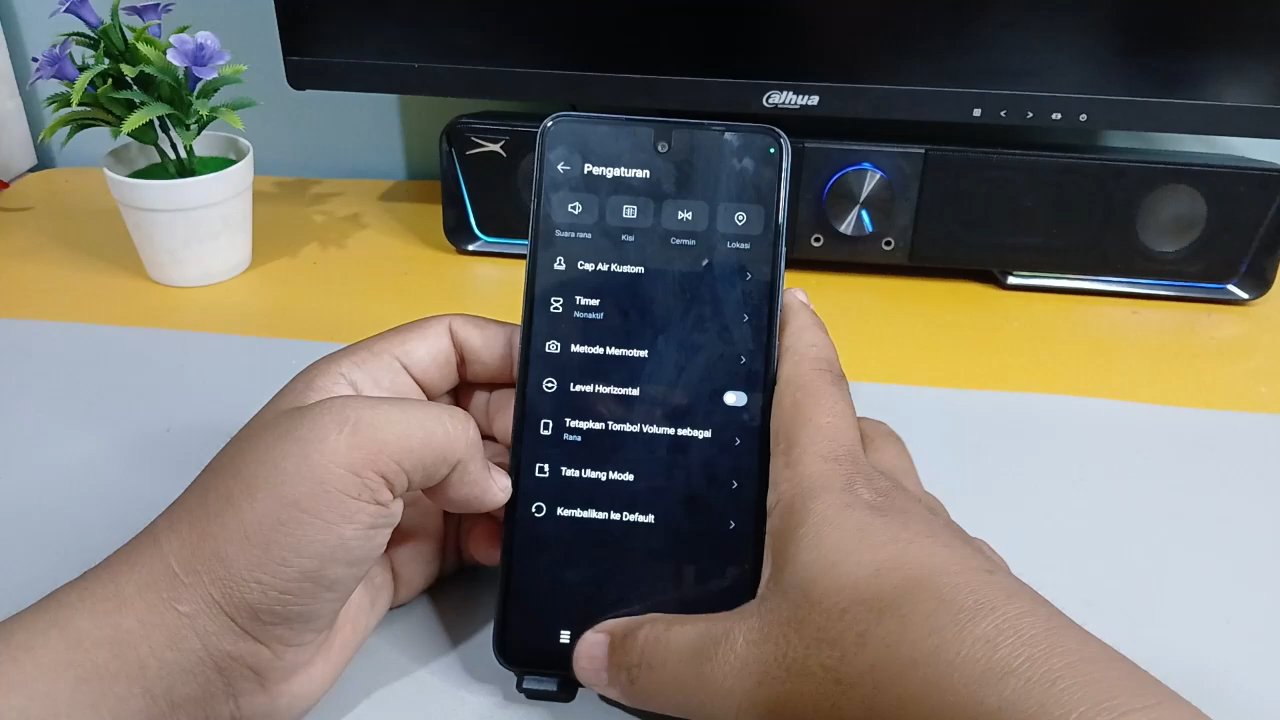 alhua
Pengaturan
Suara rana
Kisi
Cermin
Lokasi
Cap Air Kustom
Timer
Nonaktif
Metode Memotret
Level Horizontal
Tetapkan Tombol Volume sebagai
Rana
Tata Ulang Mode
Kembalikan ke Default